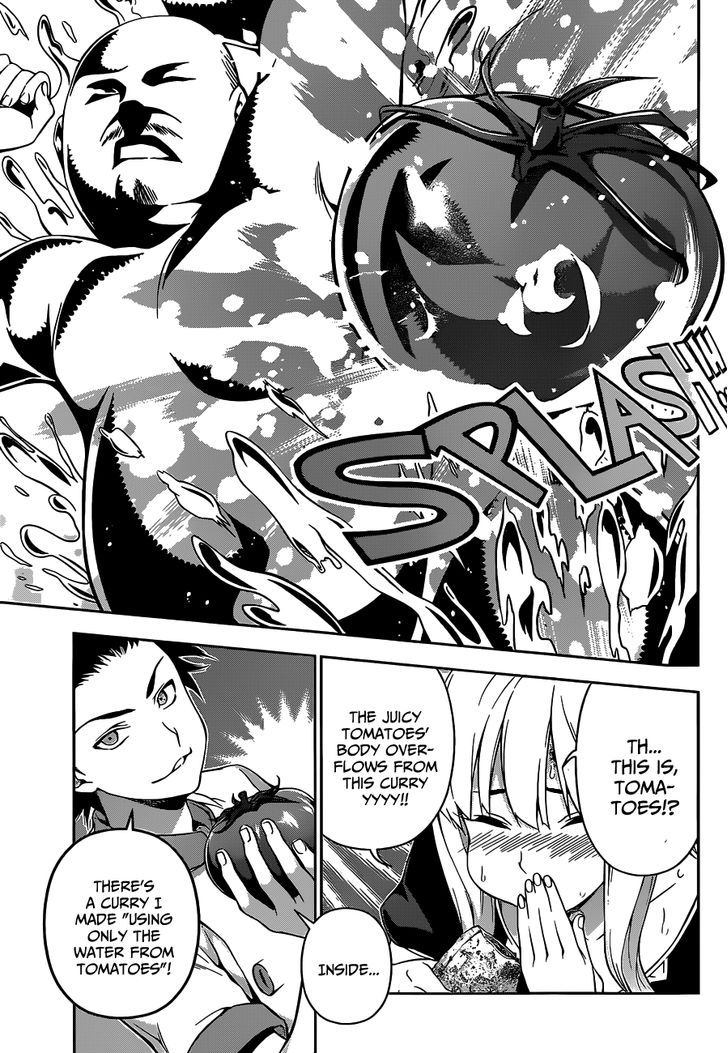 SPLASH!!!
TH...
THIS IS,
TOMA-
TOES!?
THE JUICY
TOMATOES'
BODY OVER-
FLOWS FROM
THIS CURRY
YYYY!!
INSIDE...
THERE'S
A CURRY I
MADE "USING
ONLY THE
WATER FROM
TOMATOES"!